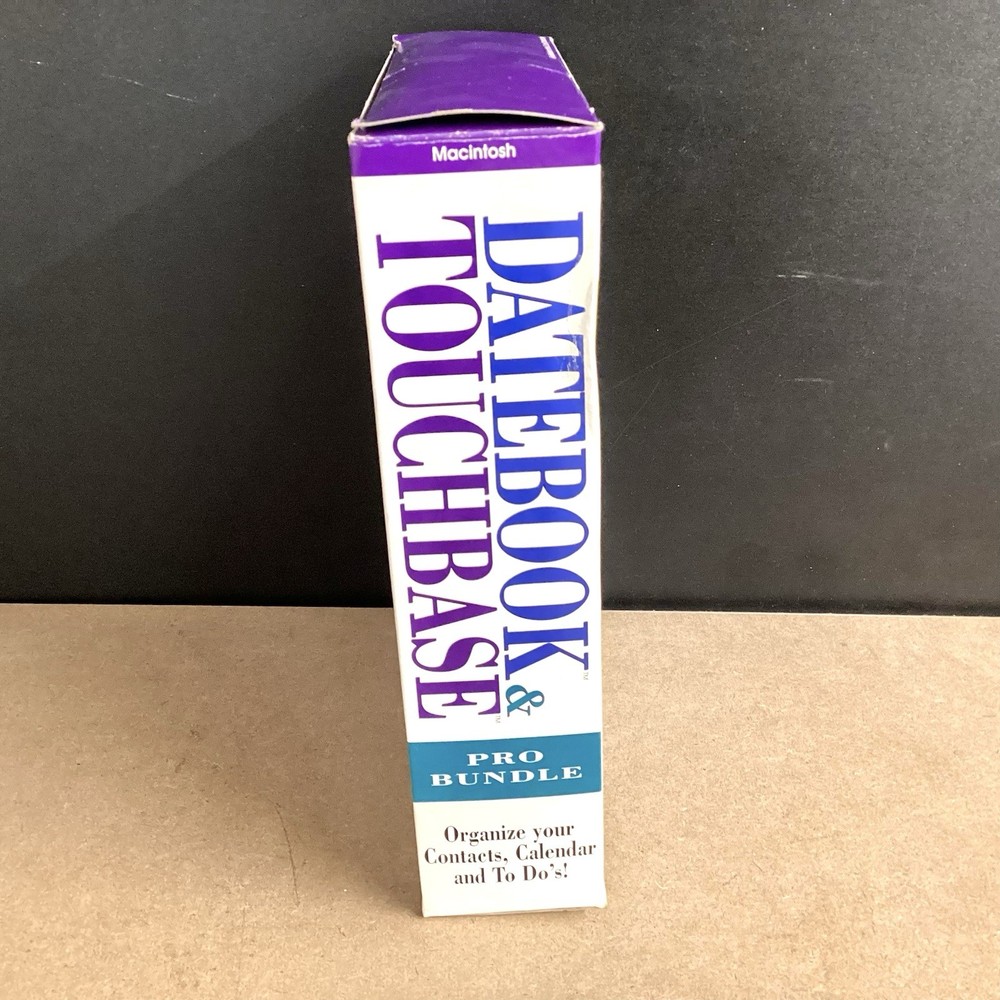 Macintosh
DATEBOOK™ &
TOUCHBASE™
PRO
BUNDLE
Organize your
Contacts, Calendar
and To Do's!